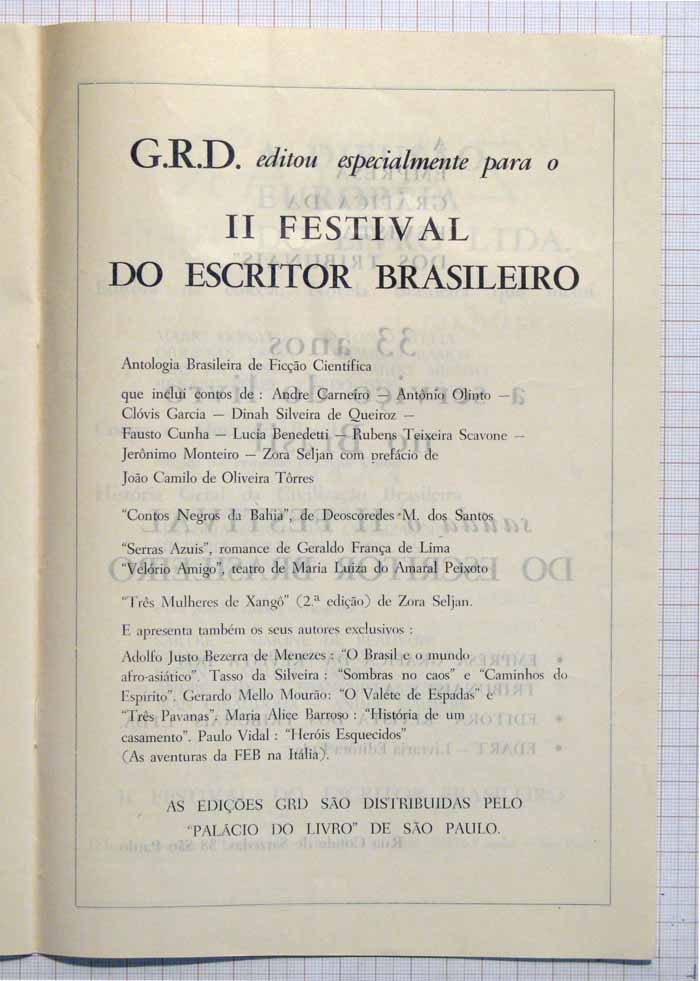 G.R.D. editou especialmente para o
II FESTIVAL
DO ESCRITOR BRASILEIRO
Antologia Brasileira de Ficção Científica
que inclui contos de : Andre Carneiro — Antônio Olinto —
Clóvis Garcia — Dinah Silveira de Queiroz —
Fausto Cunha — Lucia Benedetti — Rubens Teixeira Scavone —
Jerônimo Monteiro — Zora Seljan com prefácio de
João Camilo de Oliveira Tôrres
"Contos Negros da Bahia", de Deoscoredes M. dos Santos
"Serras Azuis", romance de Geraldo França de Lima
"Velório Amigo", teatro de Maria Luiza do Amaral Peixoto
"Três Mulheres de Xangô" (2.ª edição) de Zora Seljan.
E apresenta também os seus autores exclusivos :
Adolfo Justo Bezerra de Menezes : "O Brasil e o mundo
afro-asiático". Tasso da Silveira : "Sombras no caos" e "Caminhos do
Espírito". Gerardo Mello Mourão: "O Valéte de Espadas" e
"Três Pavanas". Maria Alice Barroso : "História de um
casamento". Paulo Vidal : "Heróis Esquecidos"
(As aventuras da FEB na Itália).
AS EDIÇÕES GRD SÃO DISTRIBUIDAS PELO
"PALÁCIO DO LIVRO" DE SÃO PAULO.